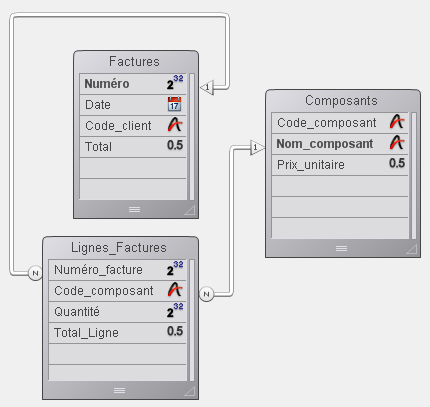 Factures
Numéro 2 32
Date 17
Code_client A
Total 0.5
1
Composants
Code_composant A
Nom_composant A
Prix_unitaire 0.5
1
Lignes_Factures
Numéro_facture 2 32
Code_composant A
Quantité 2 32
Total_Ligne 0.5
N
N